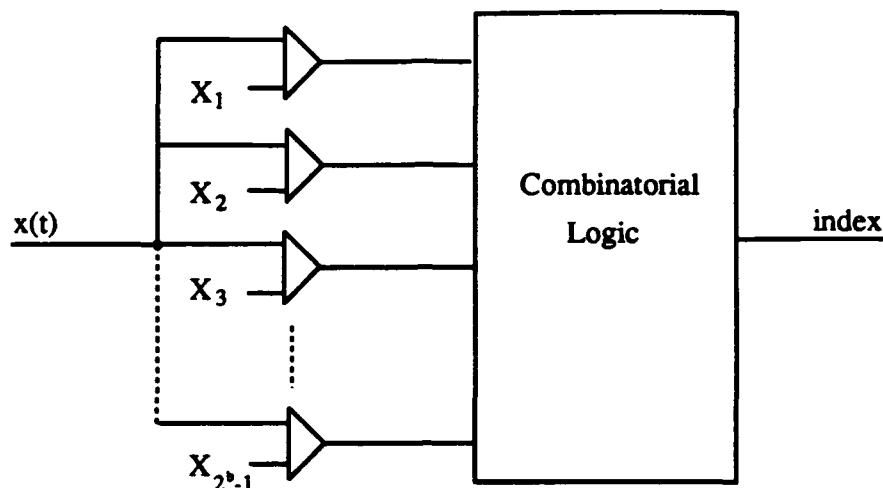 X₁
X₂
x(t)
X₃
X_{2^b-1}
Combinatorial
Logic
index